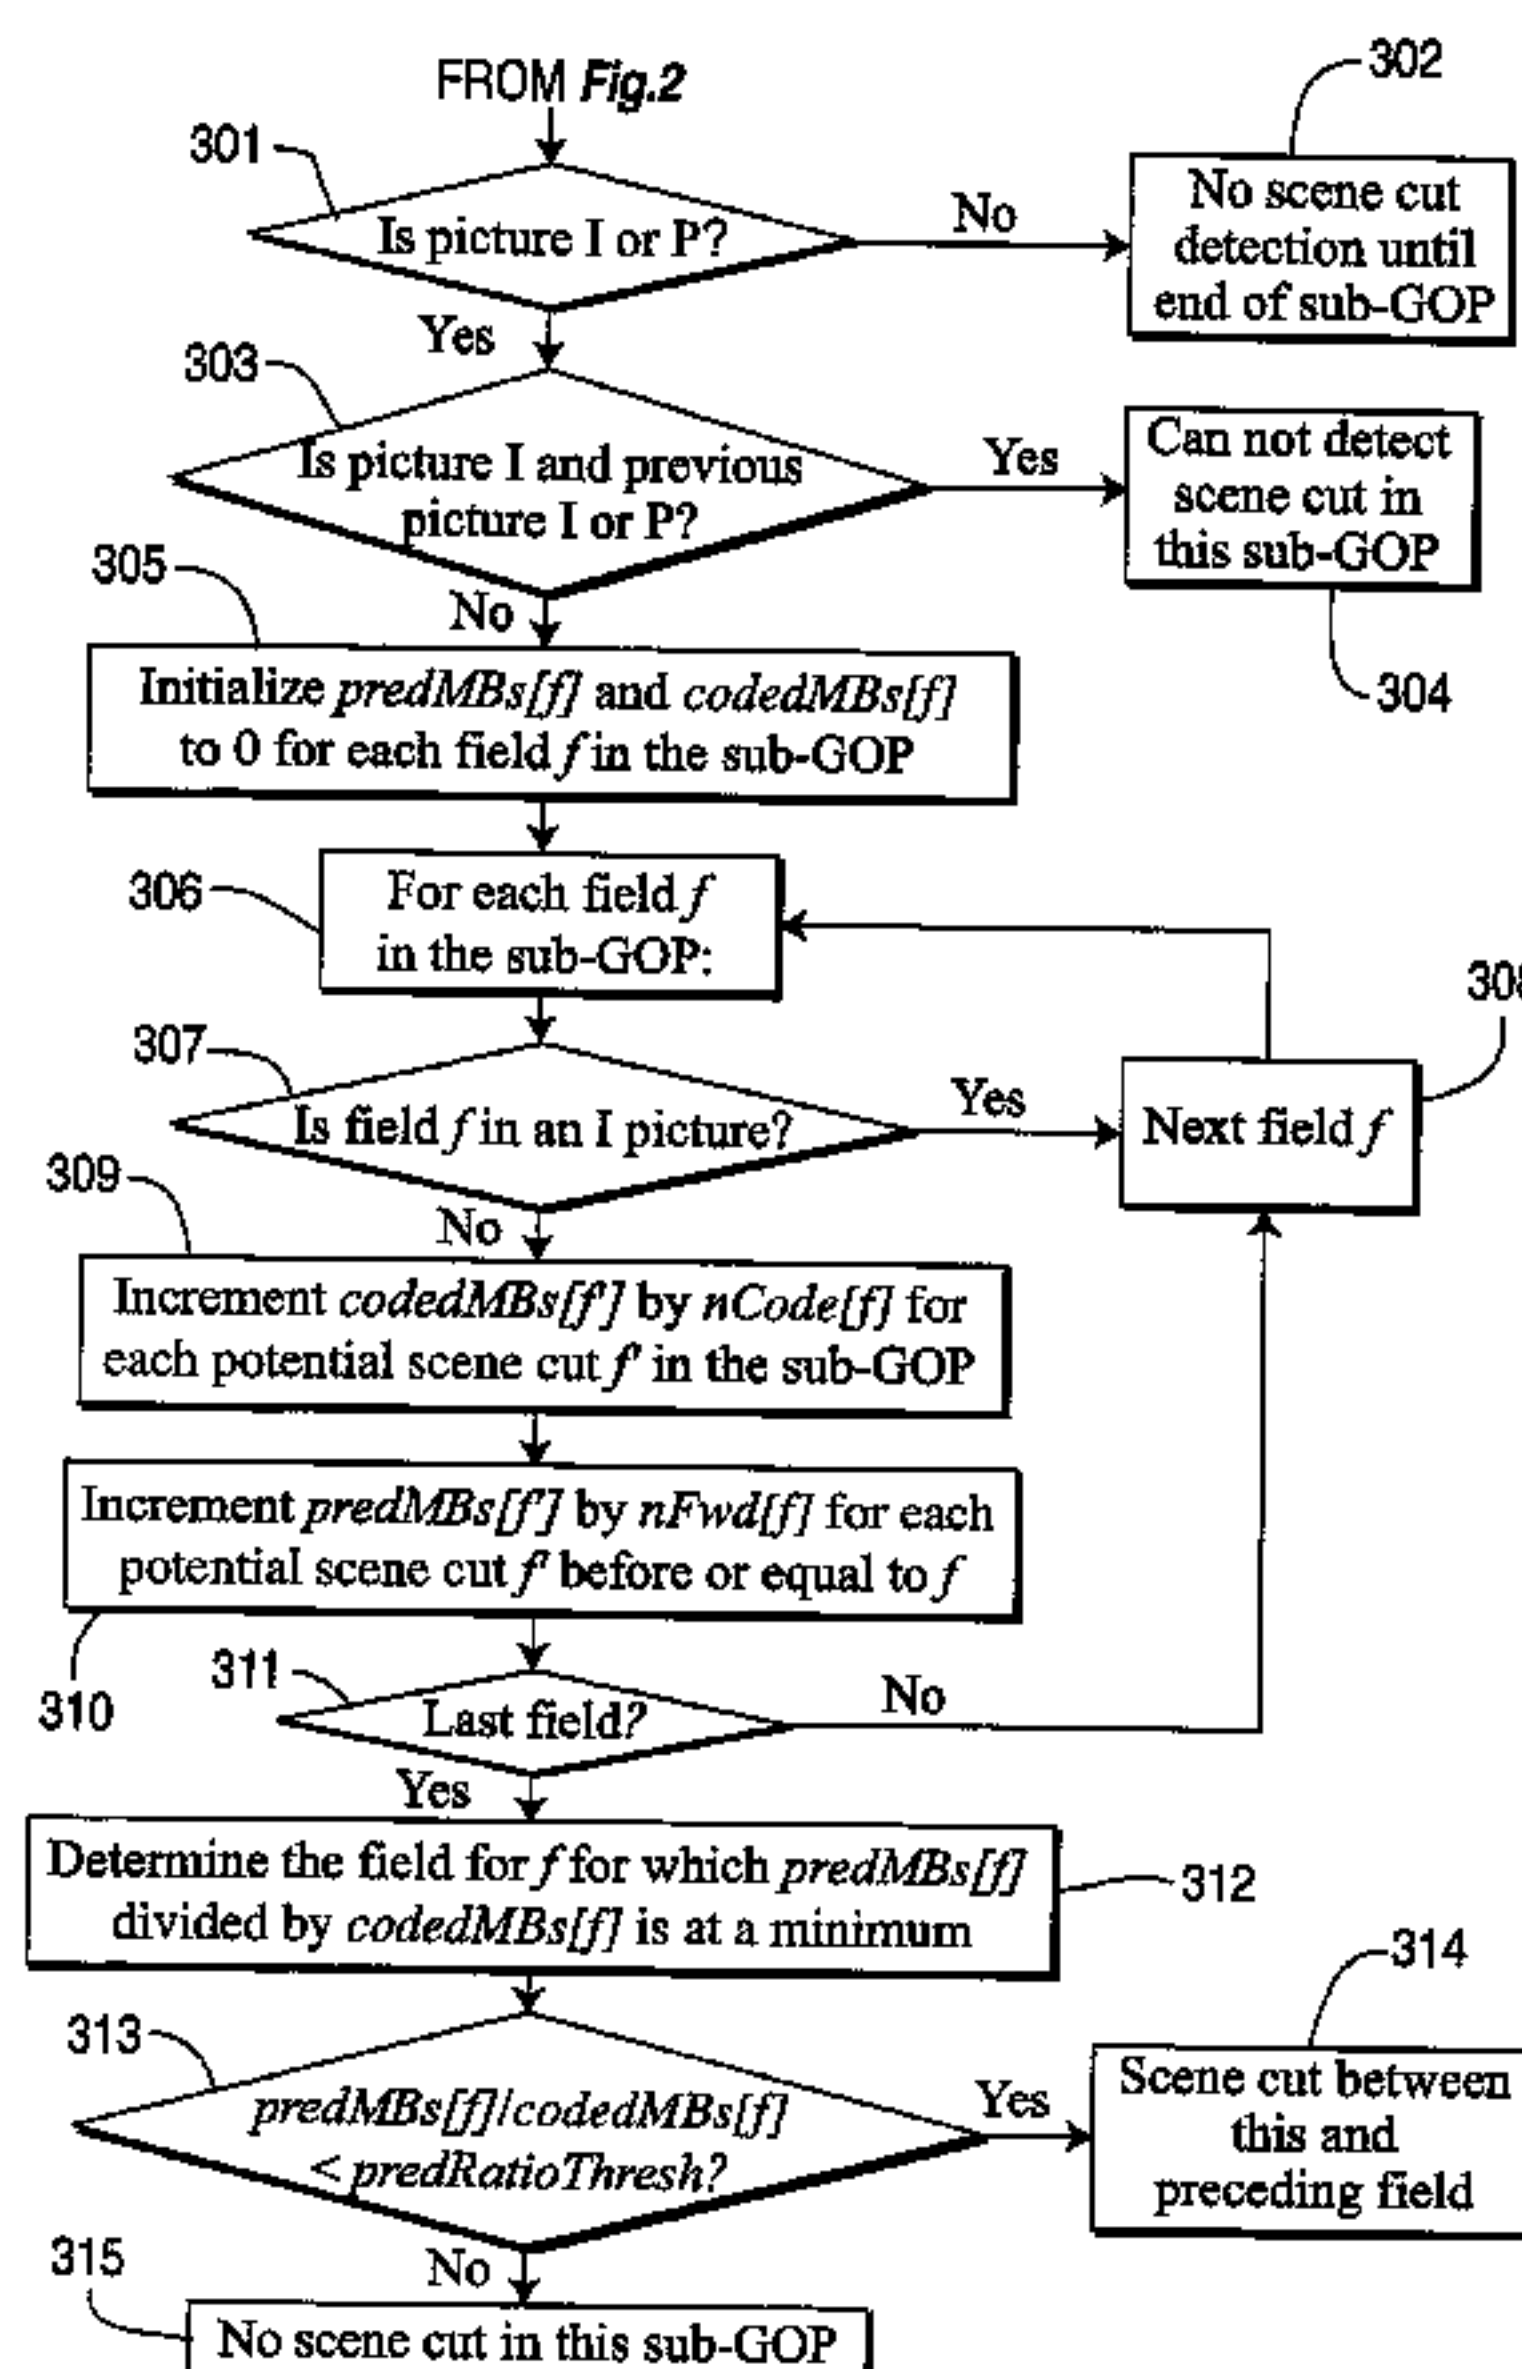 FROM Fig.2
301
302
Is picture I or P?
No
No scene cut
detection until
end of sub-GOP
Yes
303
Is picture I and previous
picture I or P?
Yes
Can not detect
scene cut in
this sub-GOP
304
305
No
Initialize predMBs[f] and codedMBs[f]
to 0 for each field f in the sub-GOP
306
For each field f
in the sub-GOP:
307
308
Is field f in an I picture?
Yes
Next field f
309
No
Increment codedMBs[f'] by nCode[f] for
each potential scene cut f' in the sub-GOP
Increment predMBs[f'] by nFwd[f] for each
potential scene cut f' before or equal to f
310
311
Last field?
No
Yes
Determine the field for f for which predMBs[f]
divided by codedMBs[f] is at a minimum
312
313
314
predMBs[f]/codedMBs[f]
< predRatioThresh?
Yes
Scene cut between
this and
preceding field
315
No
No scene cut in this sub-GOP